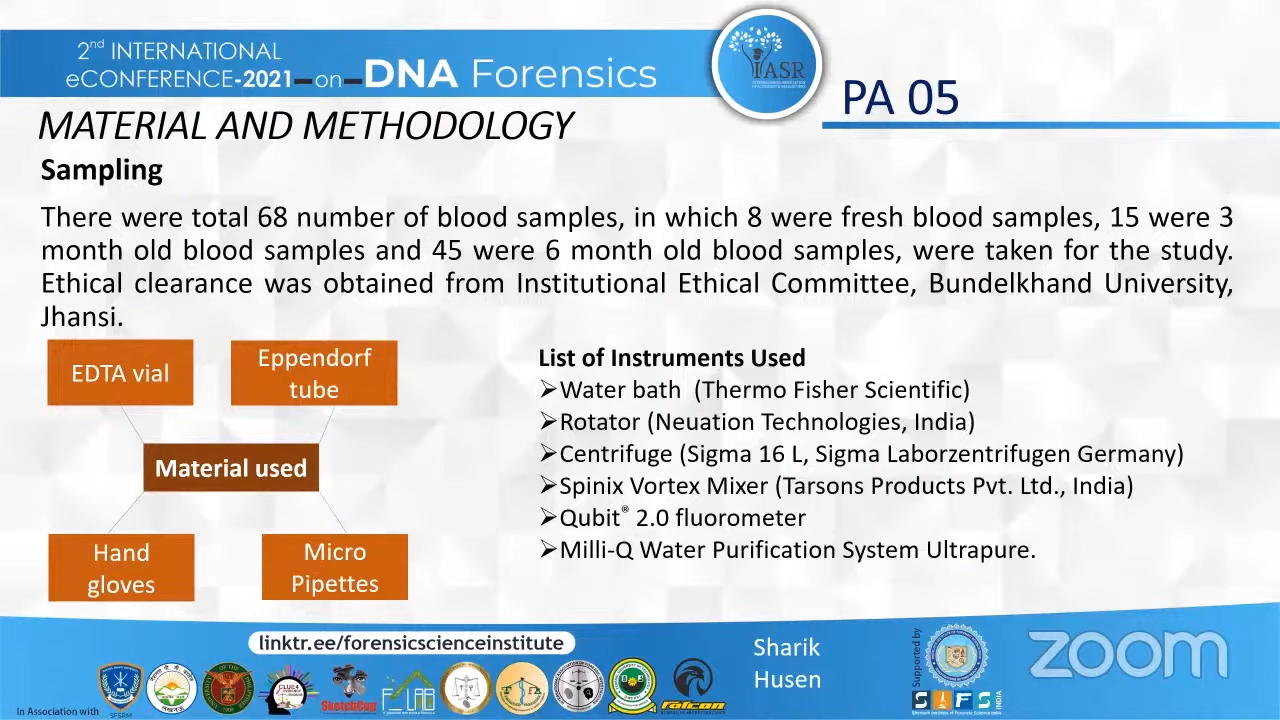 2nd INTERNATIONAL
eCONFERENCE-2021-on-DNA Forensics
IASR
PA 05
MATERIAL AND METHODOLOGY
Sampling
There were total 68 number of blood samples, in which 8 were fresh blood samples, 15 were 3
month old blood samples and 45 were 6 month old blood samples, were taken for the study.
Ethical clearance was obtained from Institutional Ethical Committee, Bundelkhand University,
Jhansi.
EDTA vial
Eppendorf
tube
Material used
Hand
gloves
Micro
Pipettes
List of Instruments Used
➢Water bath (Thermo Fisher Scientific)
➢Rotator (Neuation Technologies, India)
➢Centrifuge (Sigma 16 L, Sigma Laborzentrifugen Germany)
➢Spinix Vortex Mixer (Tarsons Products Pvt. Ltd., India)
➢Qubit® 2.0 fluorometer
➢Milli-Q Water Purification System Ultrapure.
linktr.ee/forensicscienceinstitute
Sharik
Husen
In Association with
SFSRM
SketchCop
falcon
Supported by
SIFS
INDIA
zoom